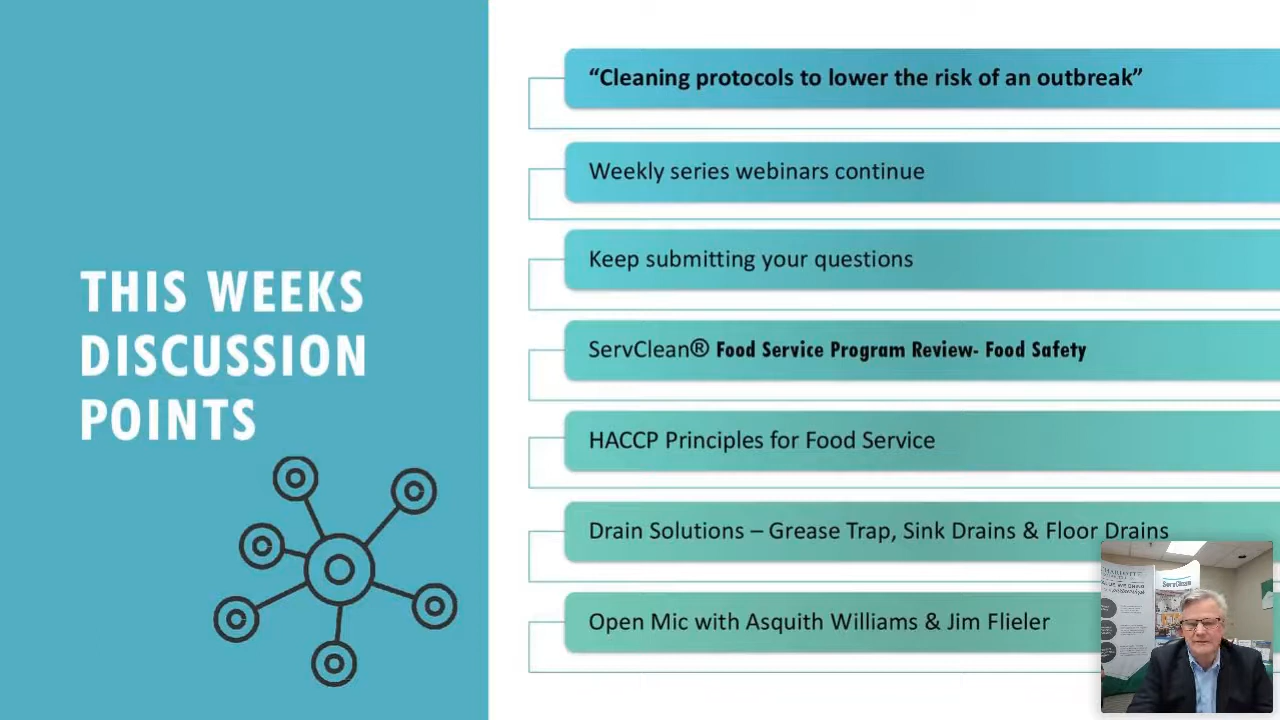 THIS WEEKS
DISCUSSION
POINTS
“Cleaning protocols to lower the risk of an outbreak”
Weekly series webinars continue
Keep submitting your questions
ServClean® Food Service Program Review- Food Safety
HACCP Principles for Food Service
Drain Solutions – Grease Trap, Sink Drains & Floor Drains
Open Mic with Asquith Williams & Jim Flieler
ServClean